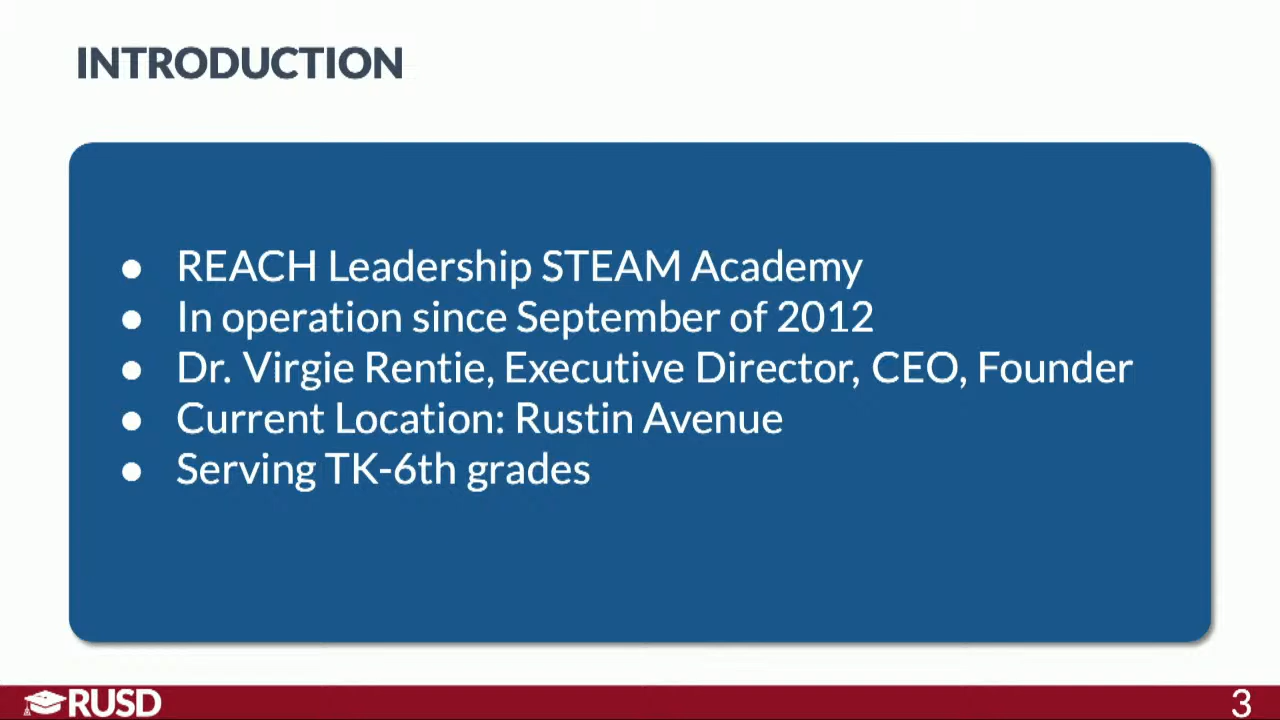 INTRODUCTION
● REACH Leadership STEAM Academy
● In operation since September of 2012
● Dr. Virgie Rentie, Executive Director, CEO, Founder
● Current Location: Rustin Avenue
● Serving TK-6th grades
RUSD
3